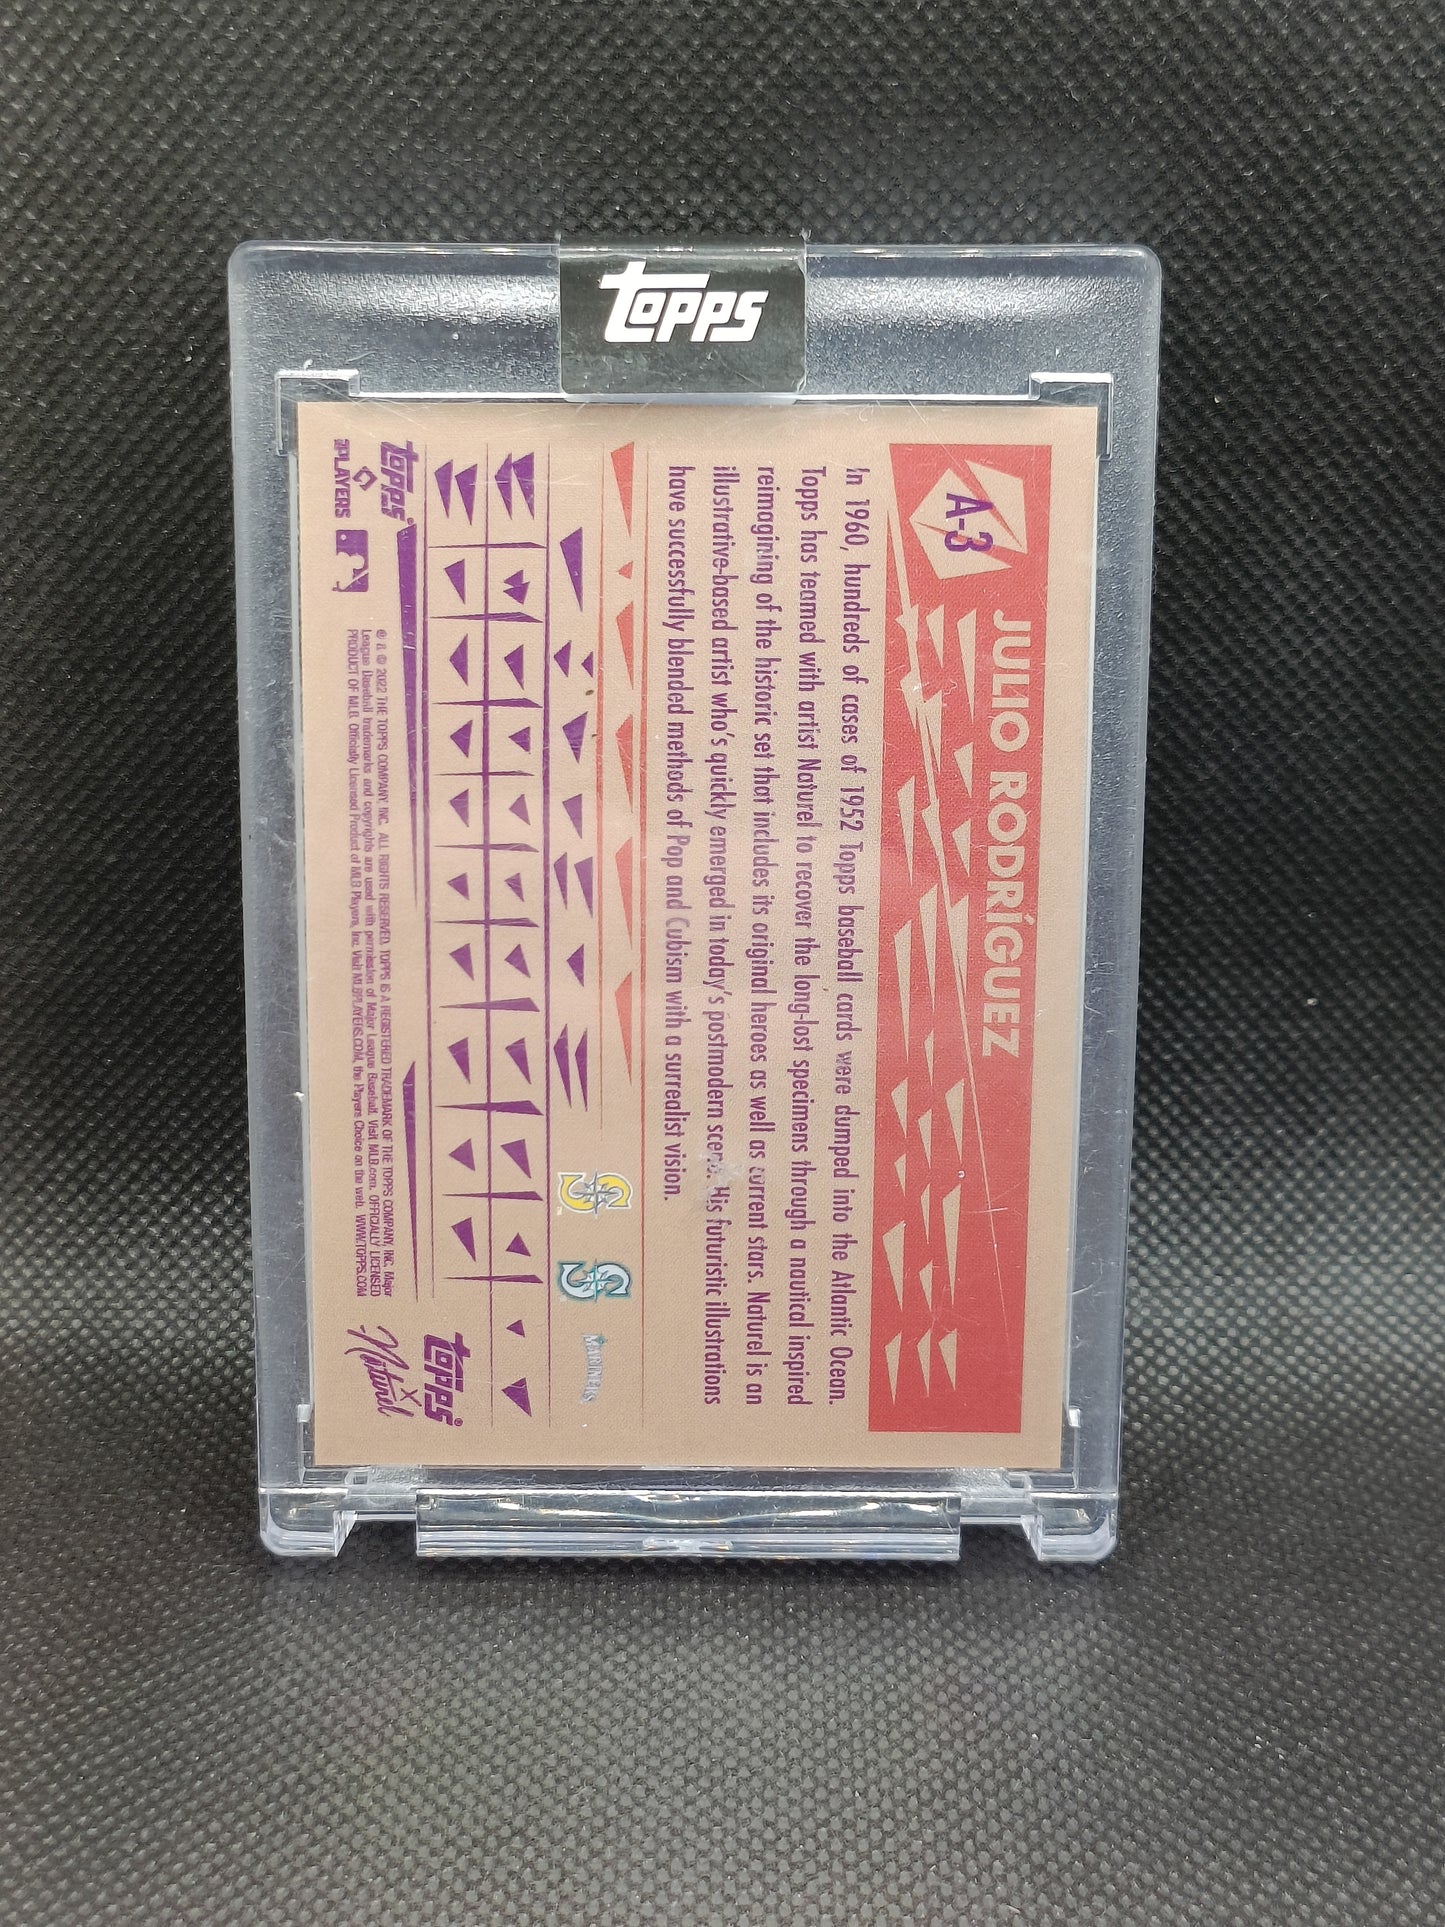 topps
A-3
JULIO RODRÍGUEZ
In 1960, hundreds of cases of 1952 Topps baseball cards were dumped into the Atlantic Ocean.
Topps has teamed with artist Naturel to recover the long-lost specimens through a nautical inspired
reimagining of the historic set that includes its original heroes as well as current stars. Naturel is an
illustrative-based artist who's quickly emerged in today's postmodern scene. His futuristic illustrations
have successfully blended methods of Pop and Cubism with a surrealist vision.
S S MARINERS
topps®
PLAYERS
® & © 2022 THE TOPPS COMPANY, INC. ALL RIGHTS RESERVED. TOPPS IS A REGISTERED TRADEMARK OF THE TOPPS COMPANY, INC. Major
League Baseball trademarks and copyrights are used with permission of Major League Baseball. Visit MLB.com. OFFICIALLY LICENSED
PRODUCT OF MLB Officially Licensed Product of MLB Players, Inc. Visit MLBPLAYERS.COM, the Players Choice on the web. WWW.TOPPS.COM
topps®
X
Naturel